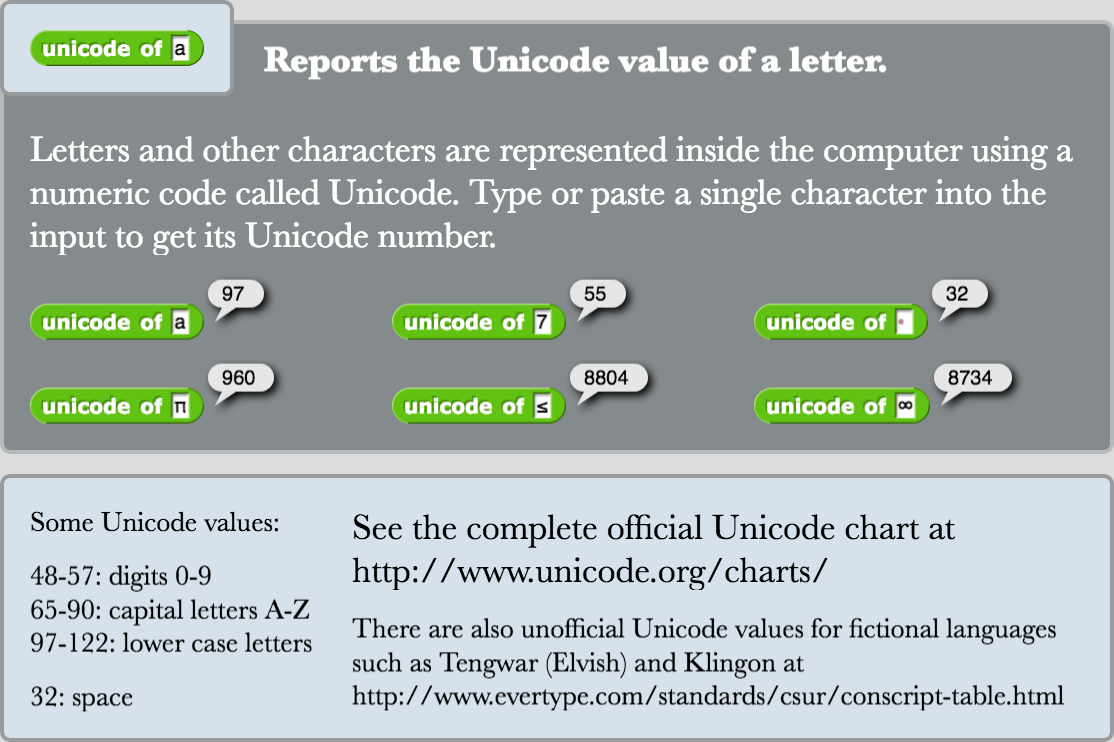 unicode of a
Reports the Unicode value of a letter.
Letters and other characters are represented inside the computer using a
numeric code called Unicode. Type or paste a single character into the
input to get its Unicode number.
97 55 32
unicode of a unicode of 7 unicode of
960 8804 8734
unicode of π unicode of ≤ unicode of ∞
Some Unicode values:
48-57: digits 0-9
65-90: capital letters A-Z
97-122: lower case letters
32: space
See the complete official Unicode chart at
http://www.unicode.org/charts/
There are also unofficial Unicode values for fictional languages
such as Tengwar (Elvish) and Klingon at
http://www.evertype.com/standards/csur/conscript-table.html